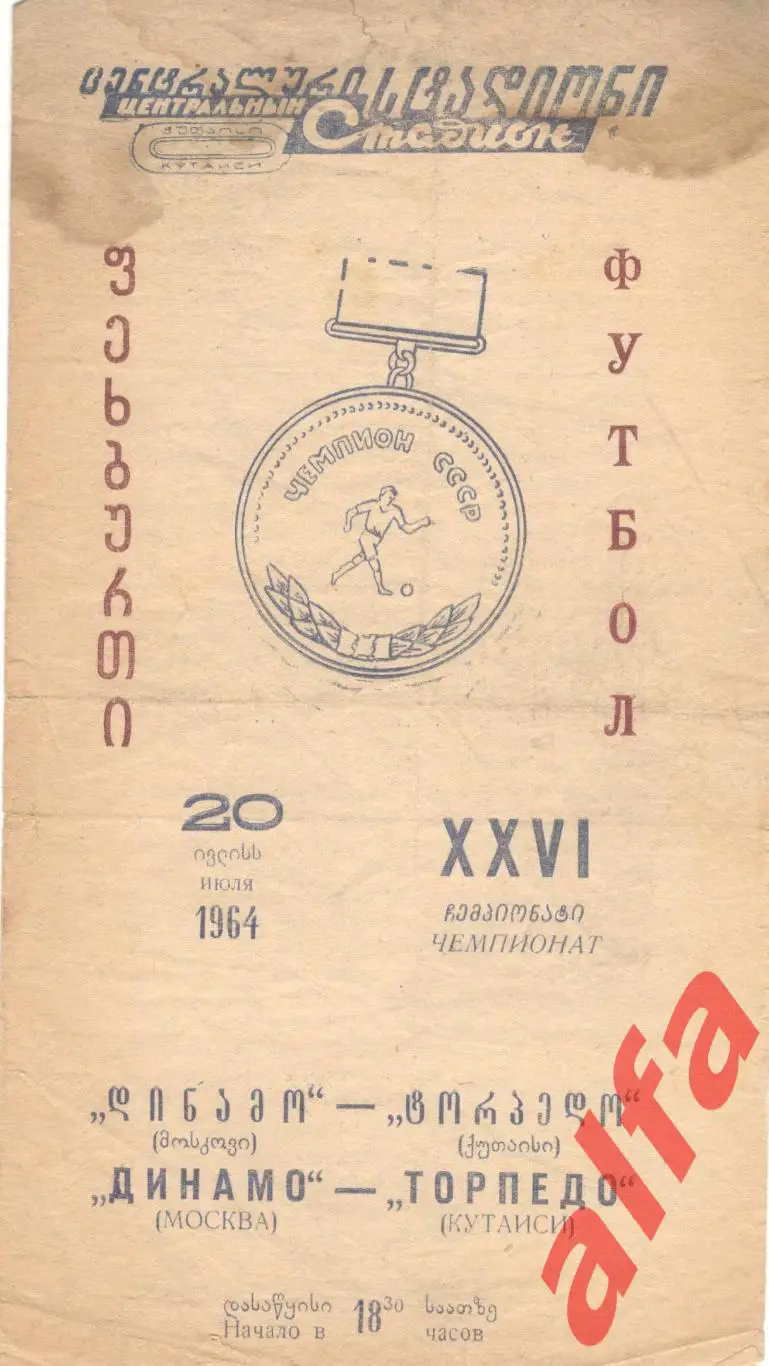 ცენტრალური სტადიონი
ЦЕНТРАЛЬНЫЙ Стадион
ქუთაისი
КУТАИСИ
ფეხბურთი
ФУТБОЛ
ЧЕМПИОН СССР
20
ივლისს
июля
1964
XXVI
ჩემპიონატი
ЧЕМПИОНАТ
„დინამო“ — „ტორპედო“
(მოსკოვი) (ქუთაისი)
„ДИНАМО“ — „ТОРПЕДО“
(МОСКВА) (КУТАИСИ)
დასაწყისი 18³⁰ საათზე
Начало в часов
alfa